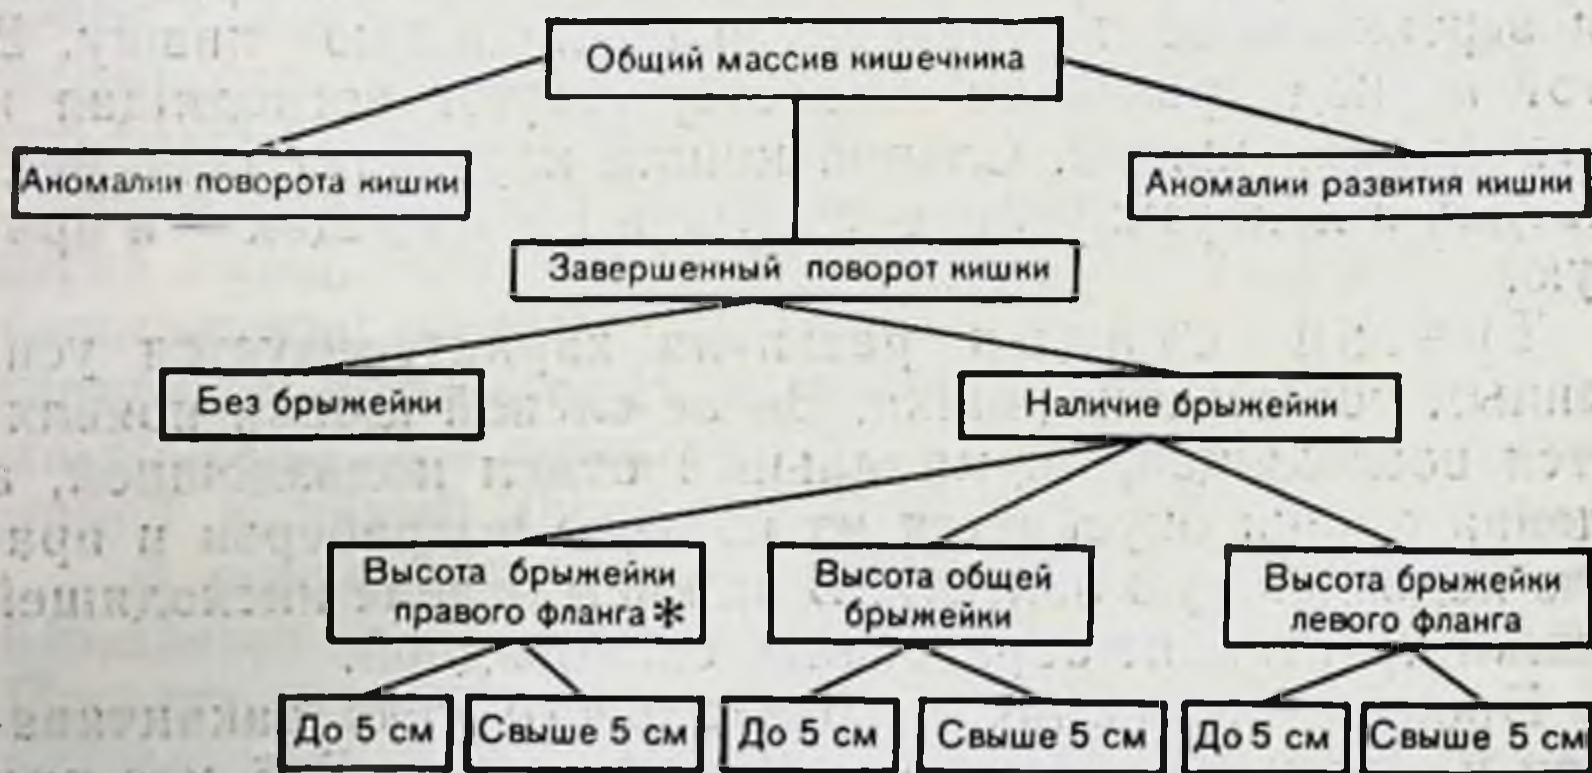 Общий массив кишечника
Аномалии поворота кишки
Аномалии развития кишки
Завершенный поворот кишки
Без брыжейки
Наличие брыжейки
Высота брыжейки
правого фланга*
Высота общей
брыжейки
Высота брыжейки
левого фланга
До 5 см
Свыше 5 см
До 5 см
Свыше 5 см
До 5 см
Свыше 5 см